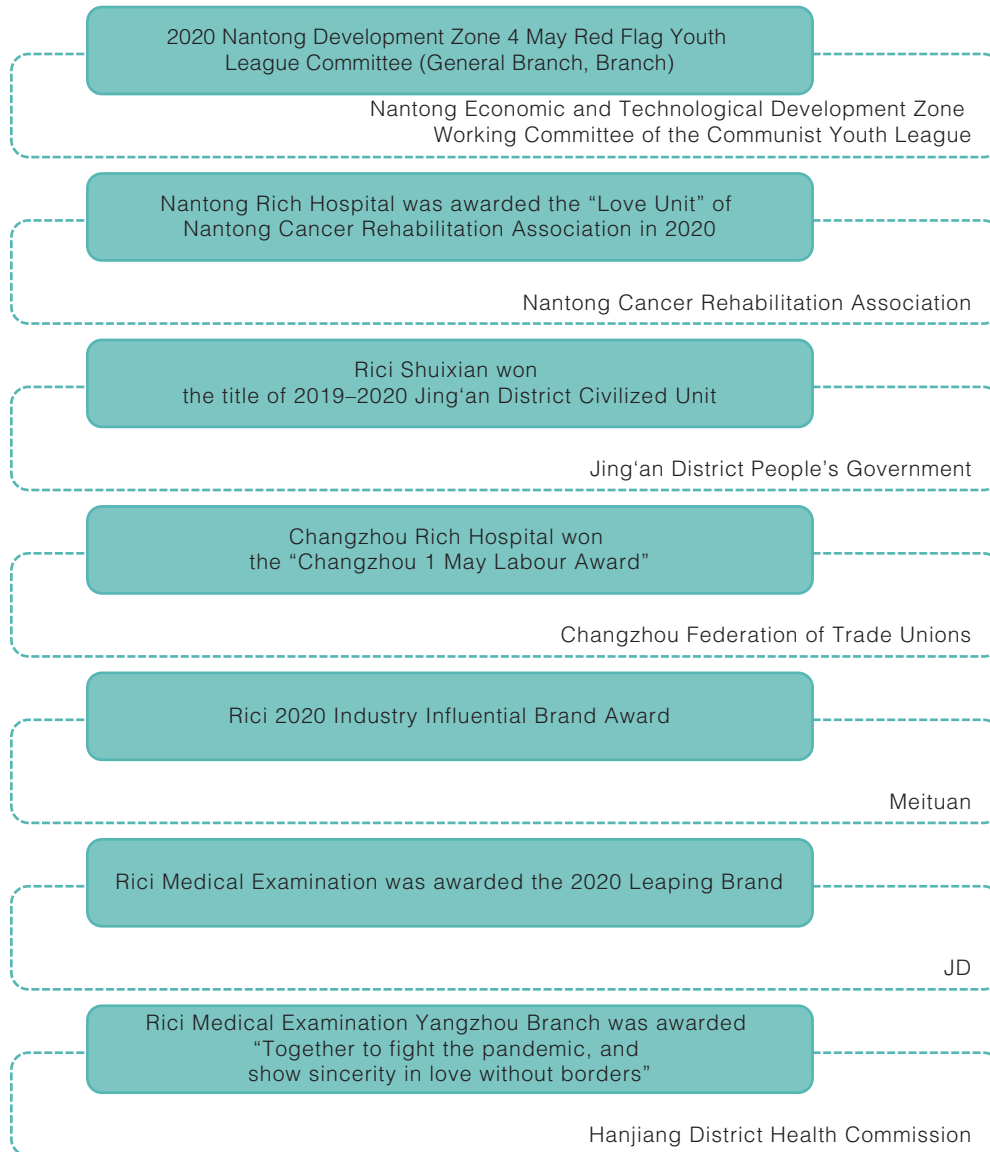 2020 Nantong Development Zone 4 May Red Flag Youth
League Committee (General Branch, Branch)
Nantong Economic and Technological Development Zone
Working Committee of the Communist Youth League
Nantong Rich Hospital was awarded the “Love Unit” of
Nantong Cancer Rehabilitation Association in 2020
Nantong Cancer Rehabilitation Association
Rici Shuixian won
the title of 2019–2020 Jing‘an District Civilized Unit
Jing‘an District People’s Government
Changzhou Rich Hospital won
the “Changzhou 1 May Labour Award”
Changzhou Federation of Trade Unions
Rici 2020 Industry Influential Brand Award
Meituan
Rici Medical Examination was awarded the 2020 Leaping Brand
JD
Rici Medical Examination Yangzhou Branch was awarded
“Together to fight the pandemic, and
show sincerity in love without borders”
Hanjiang District Health Commission